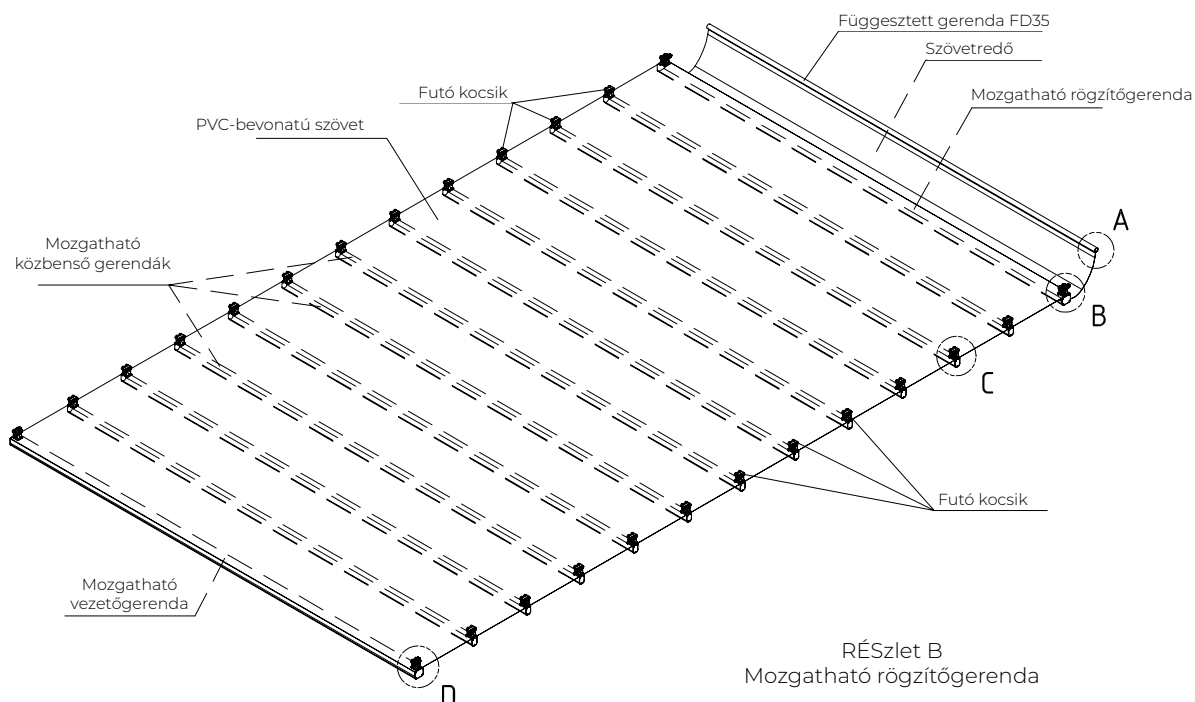 Függesztett gerenda FD35
Szövetredő
Futó kocsik
Mozgatható rögzítőgerenda
PVC-bevonatú szövet
A
Mozgatható
közbenső gerendák
B
C
Futó kocsik
Mozgatható
vezetőgerenda
RÉSzlet B
Mozgatható rögzítőgerenda
D